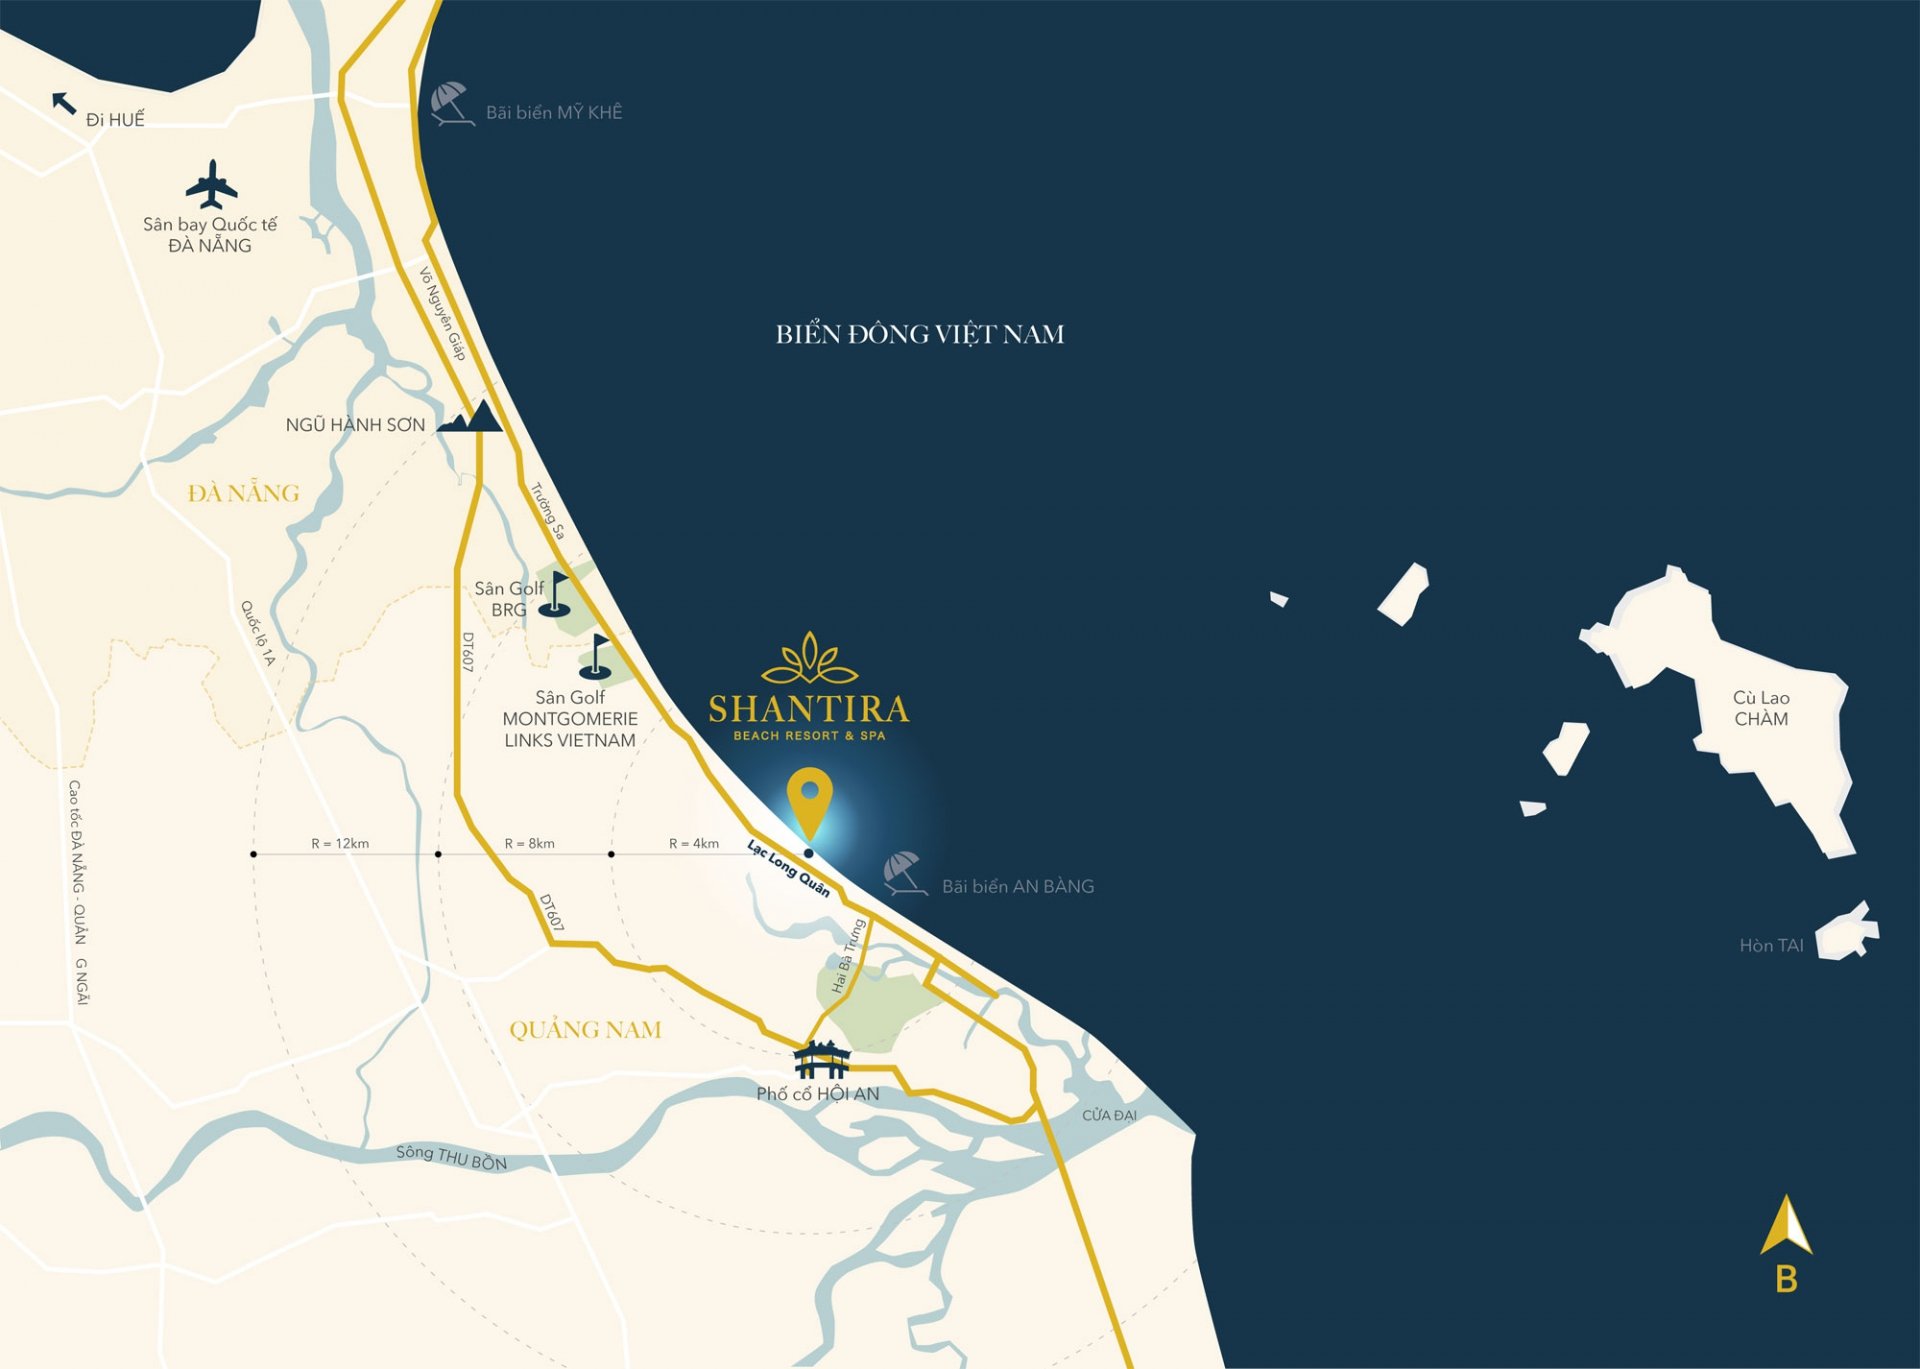 Bãi biển MỸ KHÊ
Đi HUẾ
Sân bay Quốc tế
ĐÀ NẴNG
Võ Nguyên Giáp
BIỂN ĐÔNG VIỆT NAM
NGŨ HÀNH SƠN
ĐÀ NẴNG
Trường Sa
Sân Golf
BRG
Quốc lộ 1A
DT607
Sân Golf
MONTGOMERIE
LINKS VIETNAM
SHANTIRA
BEACH RESORT & SPA
Cù Lao
CHÀM
Cao tốc ĐÀ NẴNG - QUẢN G NGÃI
R = 12km
R = 8km
R = 4km
Lạc Long Quân
Bãi biển AN BÀNG
DT607
Hai Bà Trưng
Hòn TAI
QUẢNG NAM
Phố cổ HỘI AN
CỬA ĐẠI
Sông THU BỒN
B